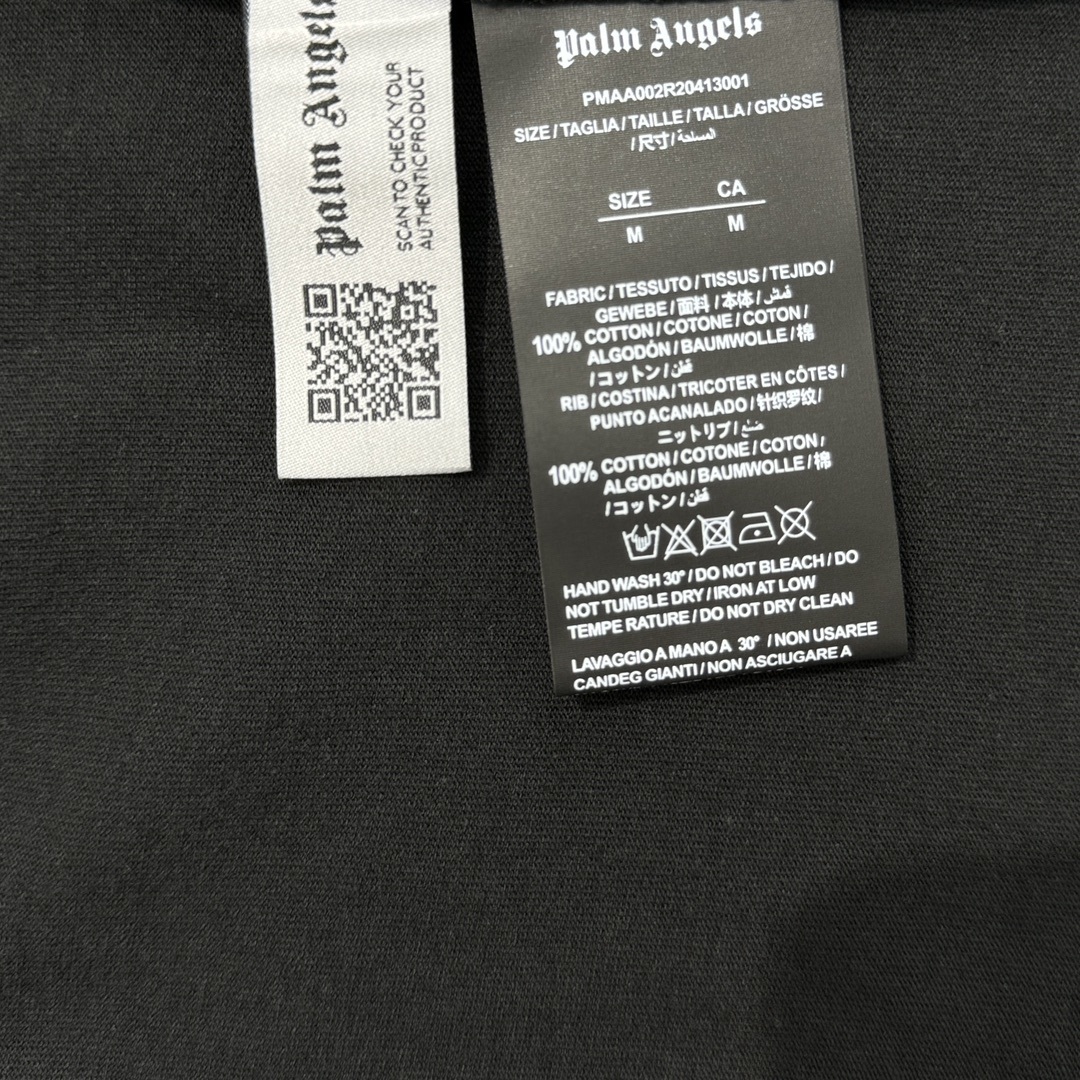 Palm Angels
SCAN TO CHECK YOUR
AUTHENTIC PRODUCT
Palm Angels
PMAA002R20413001
SIZE / TAGLIA / TAILLE / TALLA / GRÖSSE
/ 尺寸 /
SIZE CA
M M
FABRIC / TESSUTO / TISSUS / TEJIDO /
GEWEBE / 面料 / 本体 / قمش
100% COTTON / COTONE / COTON /
ALGODÓN / BAUMWOLLE / 棉
/ コットン / قطن
RIB / COSTINA / TRICOTER EN CÔTES /
PUNTO ACANALADO / 针织罗纹 /
ニットリブ / ضلع
100% COTTON / COTONE / COTON /
ALGODÓN / BAUMWOLLE / 棉
/ コットン / قطن
HAND WASH 30° / DO NOT BLEACH / DO
NOT TUMBLE DRY / IRON AT LOW
TEMPE RATURE / DO NOT DRY CLEAN
LAVAGGIO A MANO A 30° / NON USAREE
CANDEG GIANTI / NON ASCIUGARE A